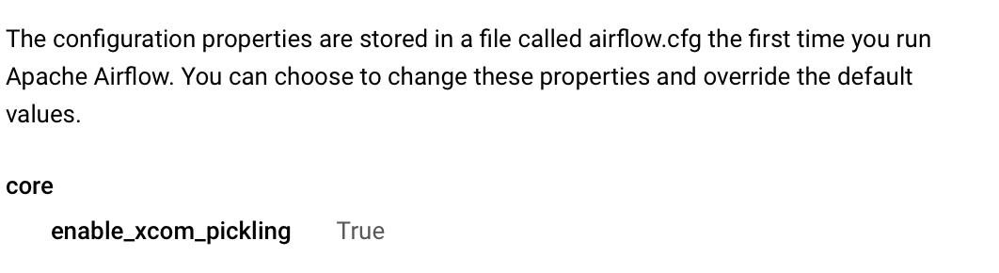 The configuration properties are stored in a file called airflow.cfg the first time you run
Apache Airflow. You can choose to change these properties and override the default
values.
core
enable_xcom_pickling True